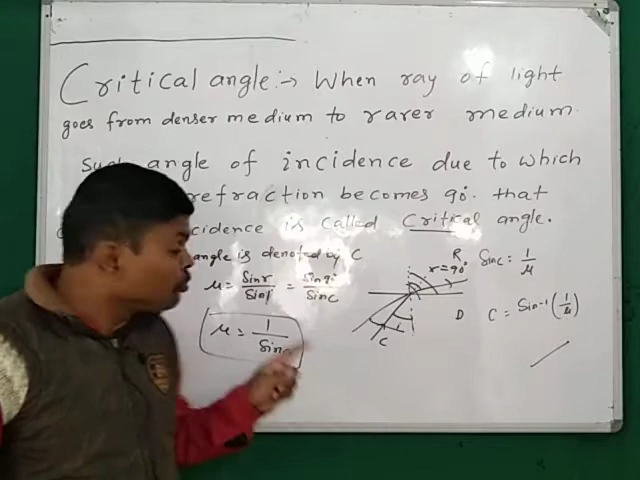 Critical angle :→ When ray of light
goes from denser medium to rarer medium.
Such angle of incidence due to which
refraction becomes 90°. that
is called Critical angle.
angle is denoted by C
μ = Sin r / Sin i = Sin 90° / Sin C
μ = 1 / Sin
R
r = 90°
D
i
C
Sin C = 1/μ
C = Sin⁻¹ (1/μ)